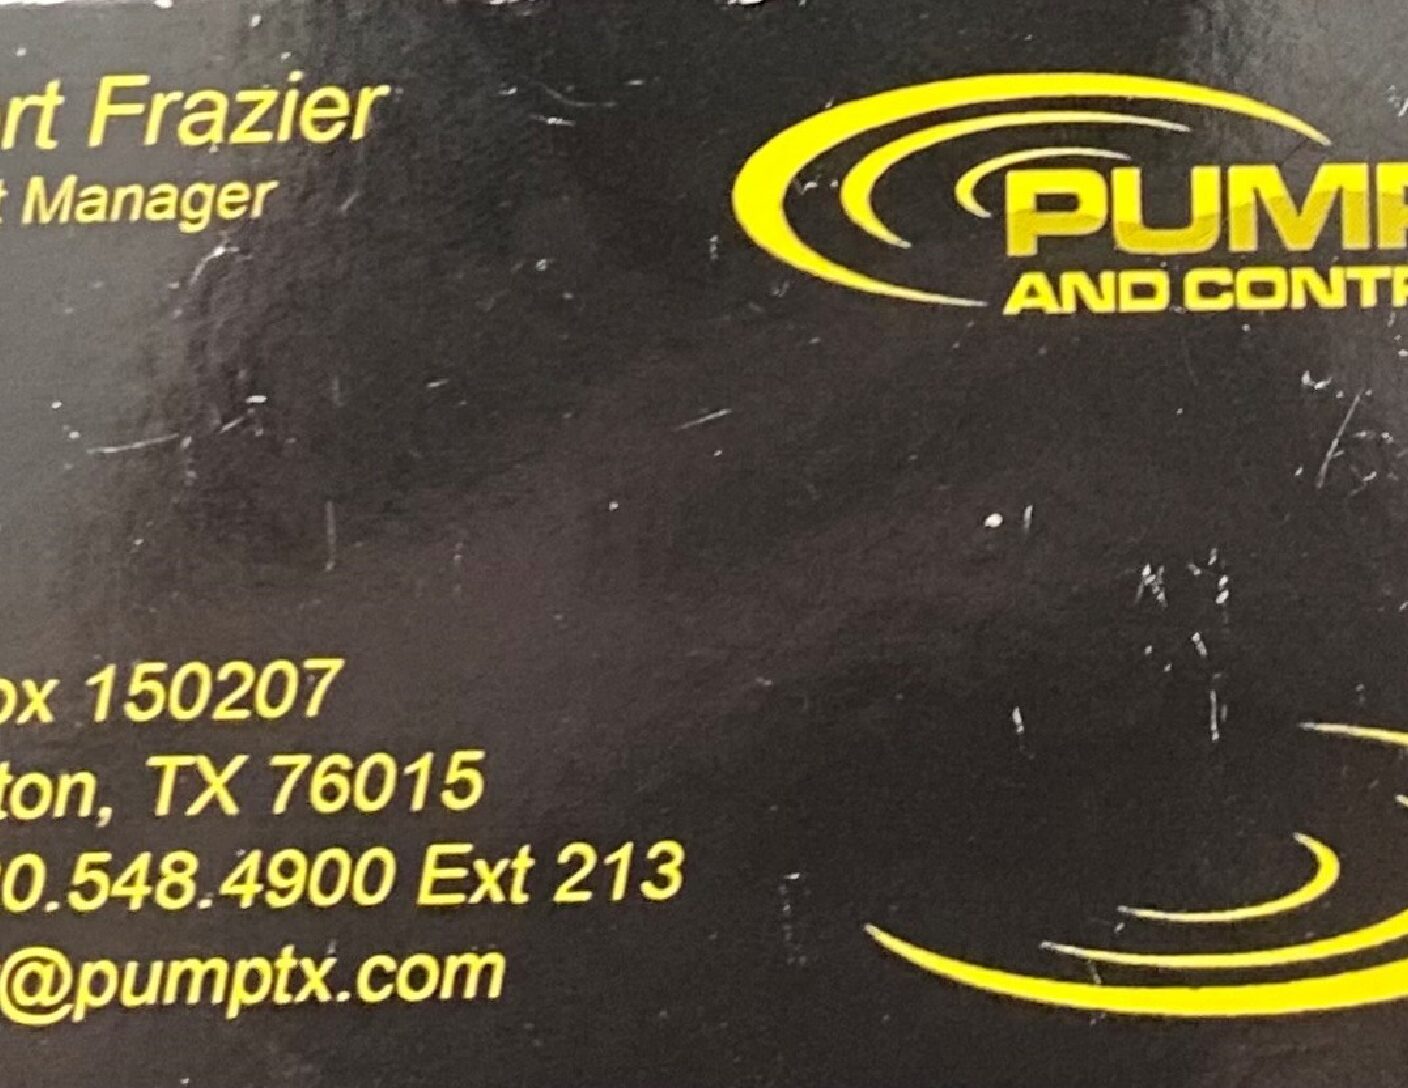 rt Frazier
t Manager
PUMP
AND CONTR
ox 150207
ton, TX 76015
0.548.4900 Ext 213
@pumptx.com